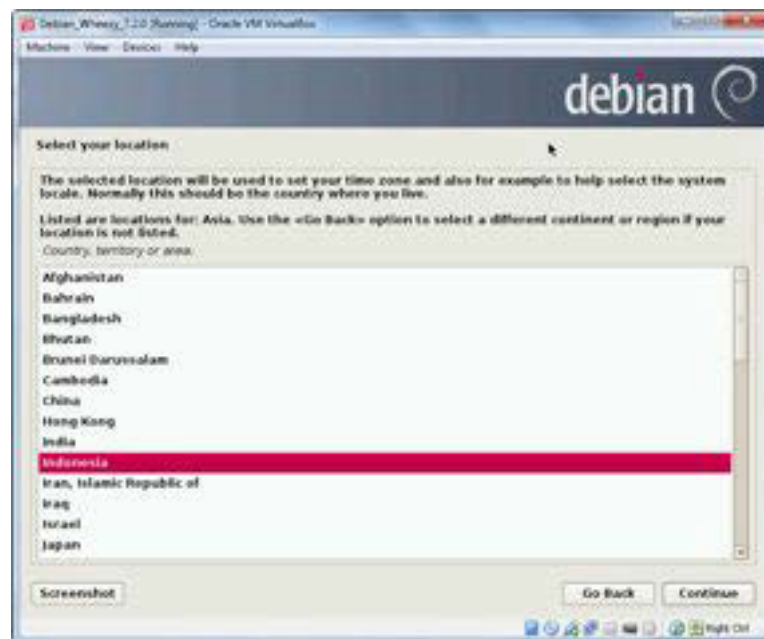 Debian_Wheezy_7.2.0 [Running] - Oracle VM VirtualBox
Machine View Devices Help
debian
Select your location
The selected location will be used to set your time zone and also for example to help select the system
locale. Normally this should be the country where you live.
Listed are locations for: Asia. Use the <Go Back> option to select a different continent or region if your
location is not listed.
Country, territory or area:
Afghanistan
Bahrain
Bangladesh
Bhutan
Brunei Darussalam
Cambodia
China
Hong Kong
India
Indonesia
Iran, Islamic Republic of
Iraq
Israel
Japan
Screenshot
Go Back
Continue
Right Ctrl